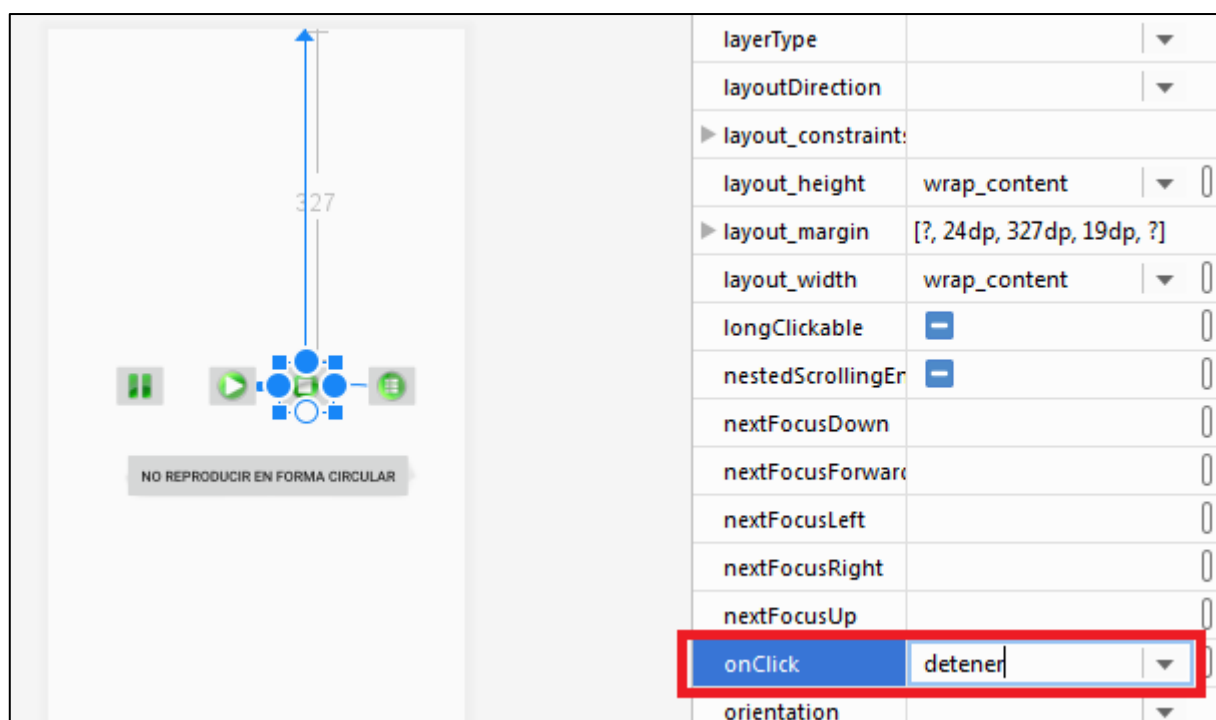 327
NO REPRODUCIR EN FORMA CIRCULAR
layerType
layoutDirection
layout_constraint:
layout_height wrap_content
layout_margin [?, 24dp, 327dp, 19dp, ?]
layout_width wrap_content
longClickable
nestedScrollingEn
nextFocusDown
nextFocusForward
nextFocusLeft
nextFocusRight
nextFocusUp
onClick detener
orientation